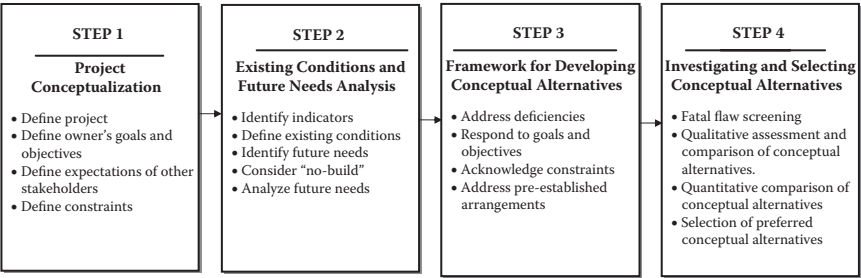 STEP 1
Project
Conceptualization
• Define project
• Define owner's goals and
objectives
• Define expectations of other
stakeholders
• Define constraints
STEP 2
Existing Conditions and
Future Needs Analysis
• Identify indicators
• Define existing conditions
• Identify future needs
• Consider “no-build”
• Analyze future needs
STEP 3
Framework for Developing
Conceptual Alternatives
• Address deficiencies
• Respond to goals and
objectives
• Acknowledge constraints
• Address pre-established
arrangements
STEP 4
Investigating and Selecting
Conceptual Alternatives
• Fatal flaw screening
• Qualitative assessment and
comparison of conceptual
alternatives.
• Quantitative comparison of
conceptual alternatives
• Selection of preferred
conceptual alternatives